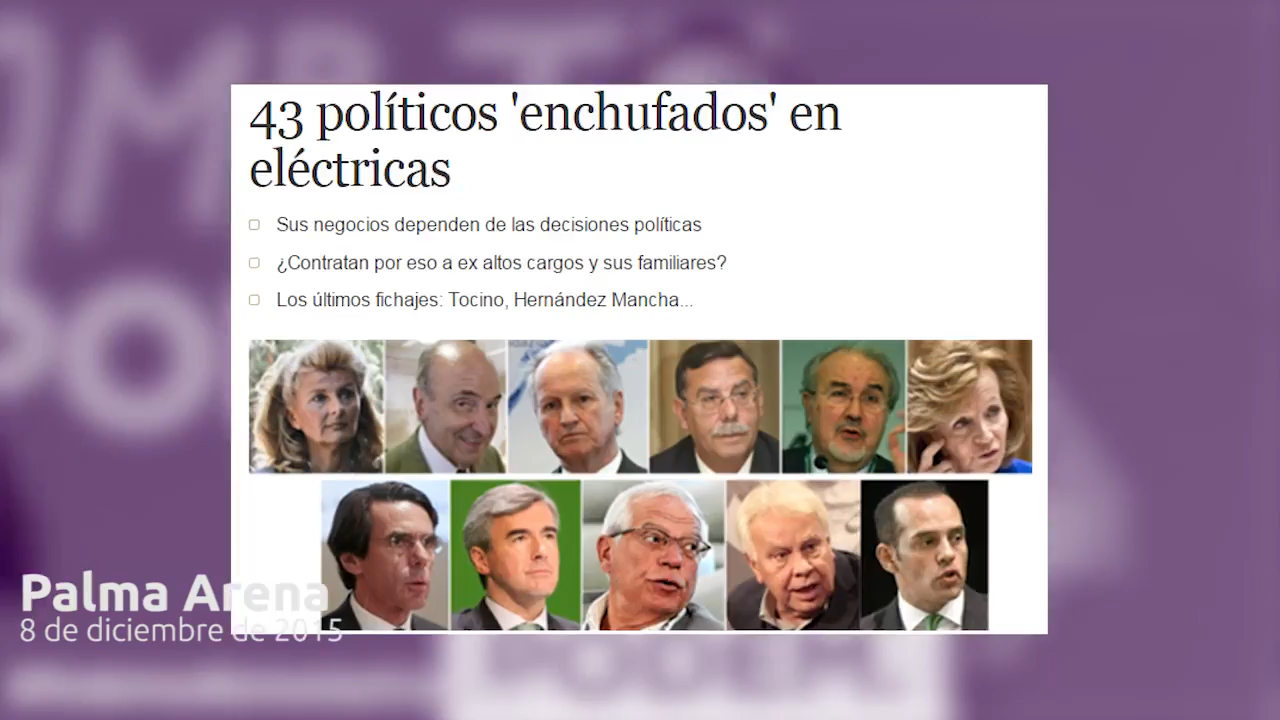 43 políticos 'enchufados' en
eléctricas
Sus negocios dependen de las decisiones políticas
¿Contratan por eso a ex altos cargos y sus familiares?
Los últimos fichajes: Tocino, Hernández Mancha...
Palma Arena
8 de diciembre de 2015
PODEM.